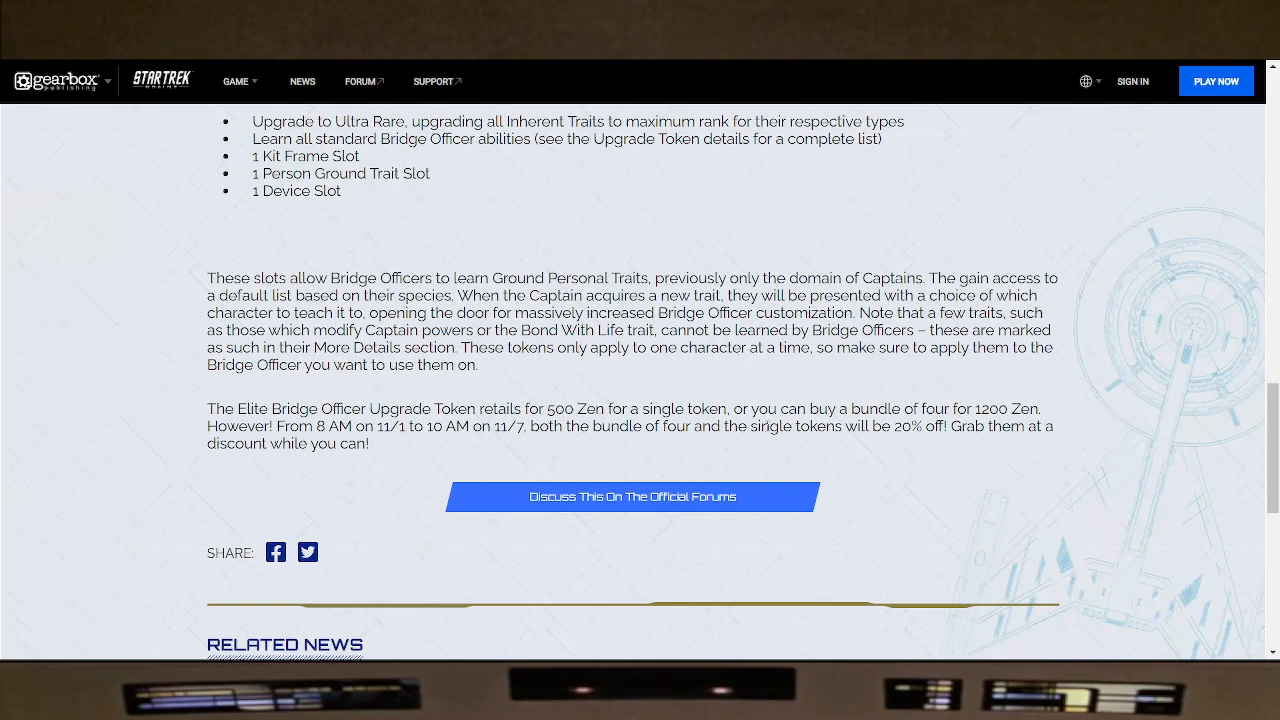 gearbox
publishing
STAR TREK
ONLINE
GAME
NEWS
FORUM
SUPPORT
SIGN IN
PLAY NOW
• Upgrade to Ultra Rare, upgrading all Inherent Traits to maximum rank for their respective types
• Learn all standard Bridge Officer abilities (see the Upgrade Token details for a complete list)
• 1 Kit Frame Slot
• 1 Person Ground Trait Slot
• 1 Device Slot
These slots allow Bridge Officers to learn Ground Personal Traits, previously only the domain of Captains. The gain access to
a default list based on their species. When the Captain acquires a new trait, they will be presented with a choice of which
character to teach it to, opening the door for massively increased Bridge Officer customization. Note that a few traits, such
as those which modify Captain powers or the Bond With Life trait, cannot be learned by Bridge Officers – these are marked
as such in their More Details section. These tokens only apply to one character at a time, so make sure to apply them to the
Bridge Officer you want to use them on.
The Elite Bridge Officer Upgrade Token retails for 500 Zen for a single token, or you can buy a bundle of four for 1200 Zen.
However! From 8 AM on 11/1 to 10 AM on 11/7, both the bundle of four and the single tokens will be 20% off! Grab them at a
discount while you can!
Discuss This On The Official Forums
SHARE:
RELATED NEWS